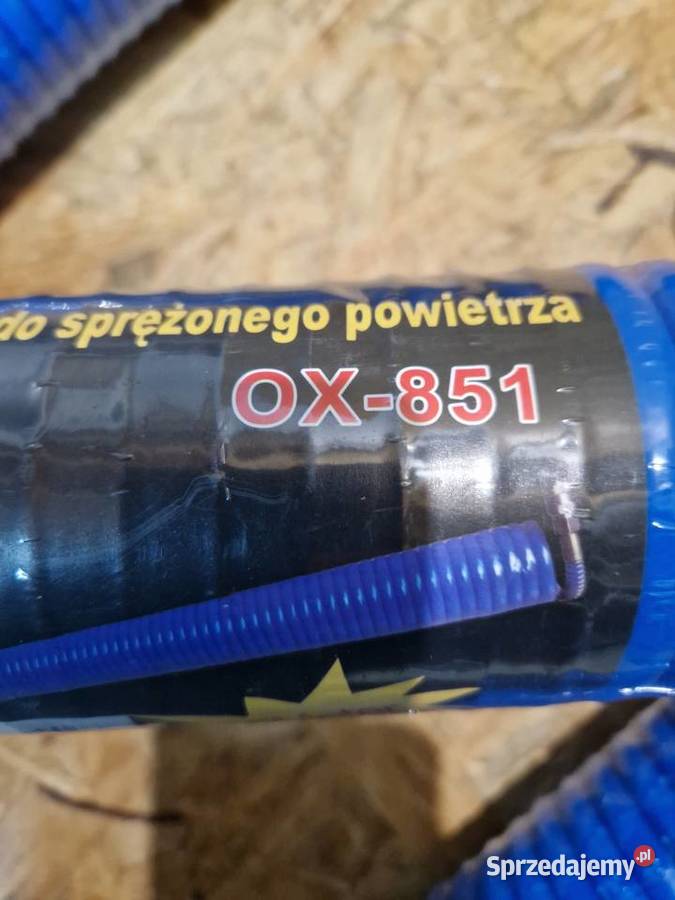 do sprężonego powietrza
OX-851
Sprzedajemy.pl